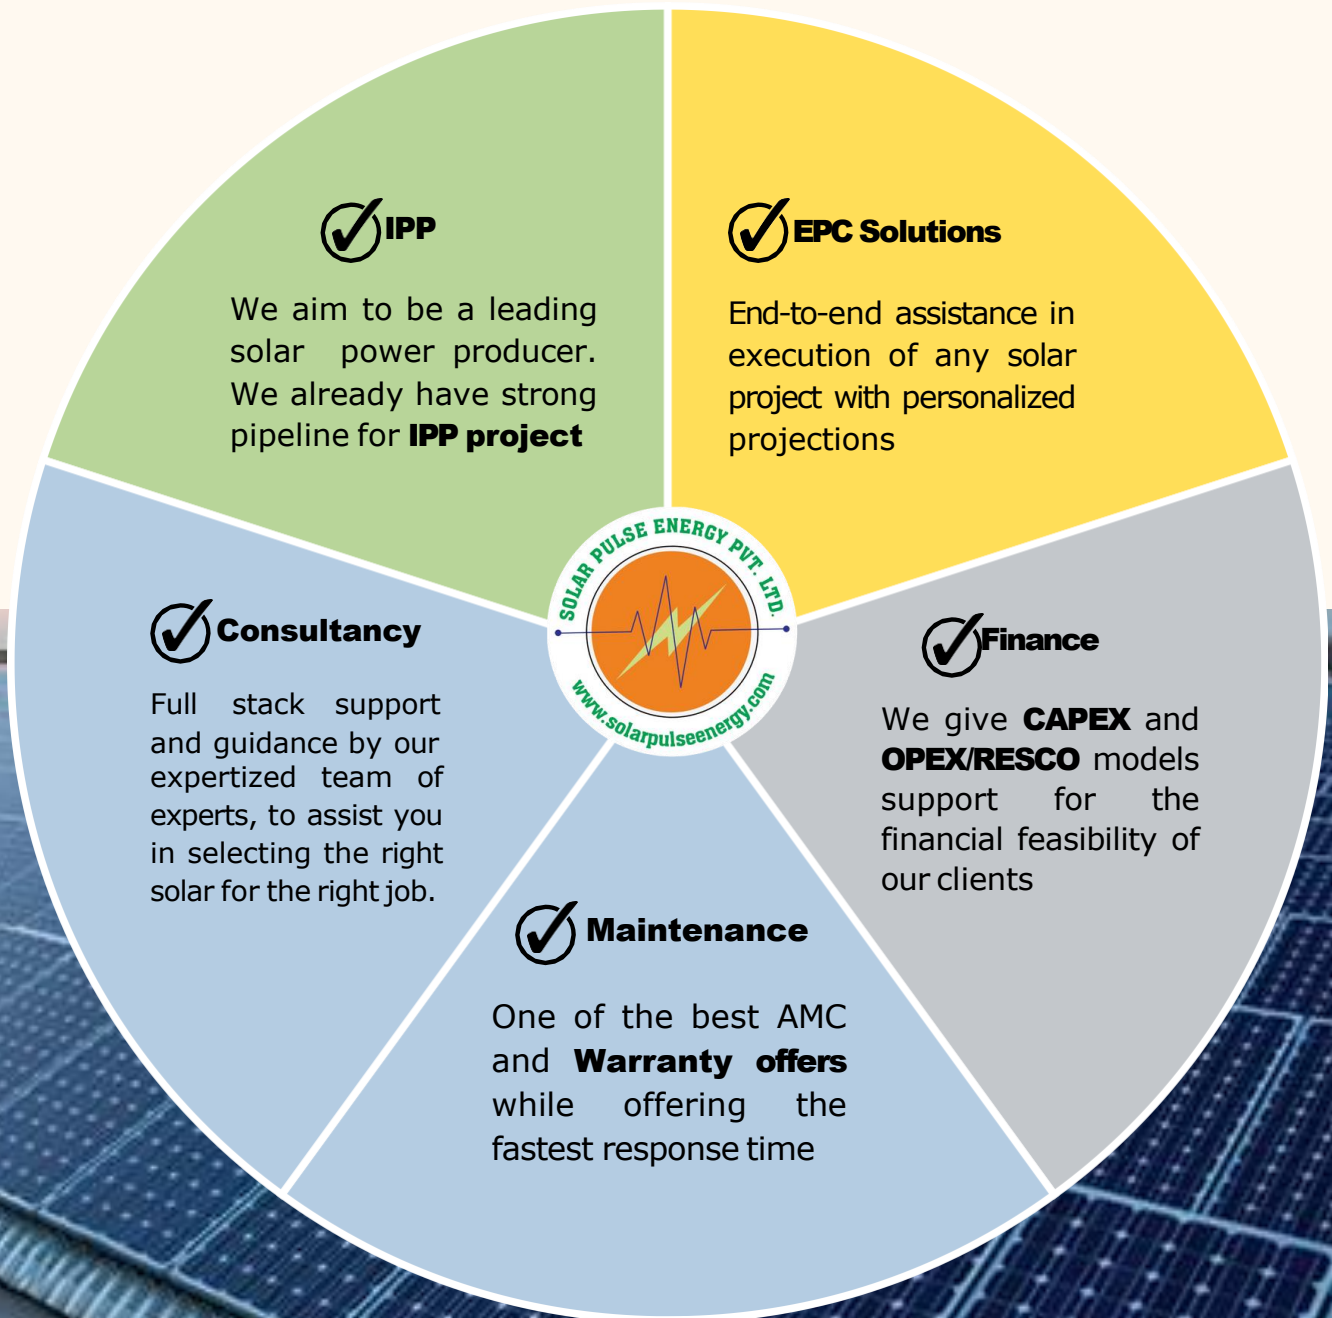 IPP
We aim to be a leading
solar power producer.
We already have strong
pipeline for IPP project
EPC Solutions
End-to-end assistance in
execution of any solar
project with personalized
projections
SOLAR PULSE ENERGY PVT. LTD.
www.solarpulseenergy.com
Consultancy
Full stack support
and guidance by our
expertized team of
experts, to assist you
in selecting the right
solar for the right job.
Finance
We give CAPEX and
OPEX/RESCO models
support for the
financial feasibility of
our clients
Maintenance
One of the best AMC
and Warranty offers
while offering the
fastest response time